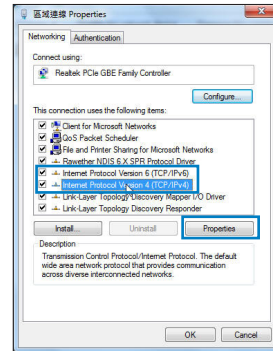 區域連線 Properties
Networking
Authentication
Connect using:
Realtek PCIe GBE Family Controller
Configure...
This connection uses the following items:
Client for Microsoft Networks
QoS Packet Scheduler
File and Printer Sharing for Microsoft Networks
Rawether NDIS 6.X SPR Protocol Driver
Internet Protocol Version 6 (TCP/IPv6)
Internet Protocol Version 4 (TCP/IPv4)
Link-Layer Topology Discovery Mapper I/O Driver
Link-Layer Topology Discovery Responder
Install...
Uninstall
Properties
Description
Transmission Control Protocol/Internet Protocol. The default
wide area network protocol that provides communication
across diverse interconnected networks.
OK
Cancel